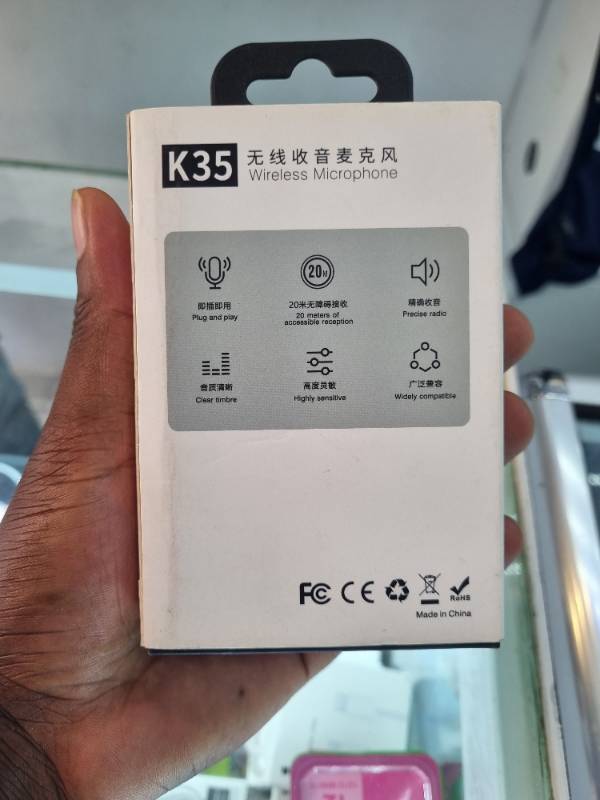 K35 无线收音麦克风
Wireless Microphone
20M
即插即用
Plug and play
20米无障碍接收
20 meters of
accessible reception
精确收音
Precise radio
音质清晰
Clear timbre
高度灵敏
Highly sensitive
广泛兼容
Widely compatible
FC CE
RoHS
Made in China